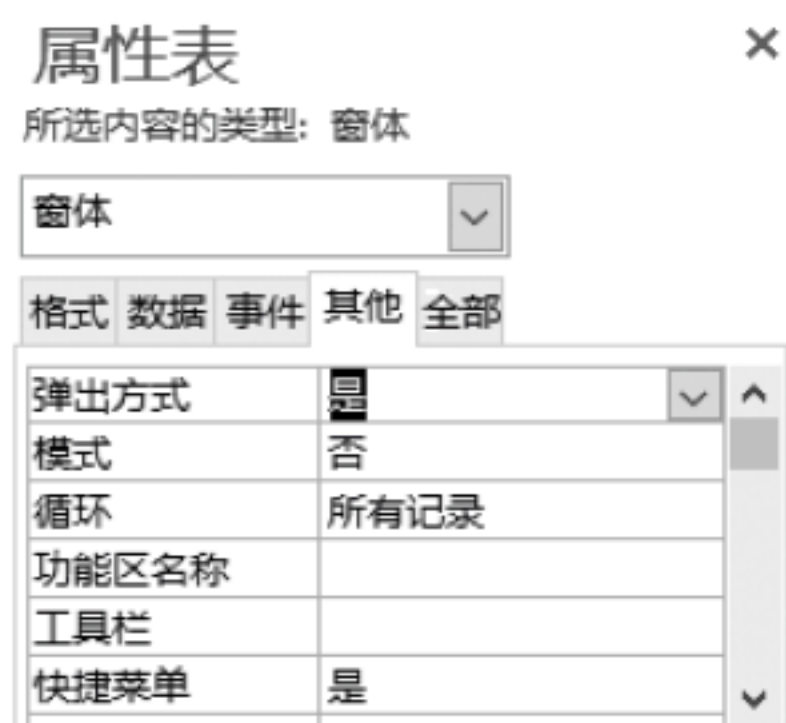 属性表
所选内容的类型: 窗体
窗体
格式 数据 事件 其他 全部
弹出方式 是
模式 否
循环 所有记录
功能区名称
工具栏
快捷菜单 是